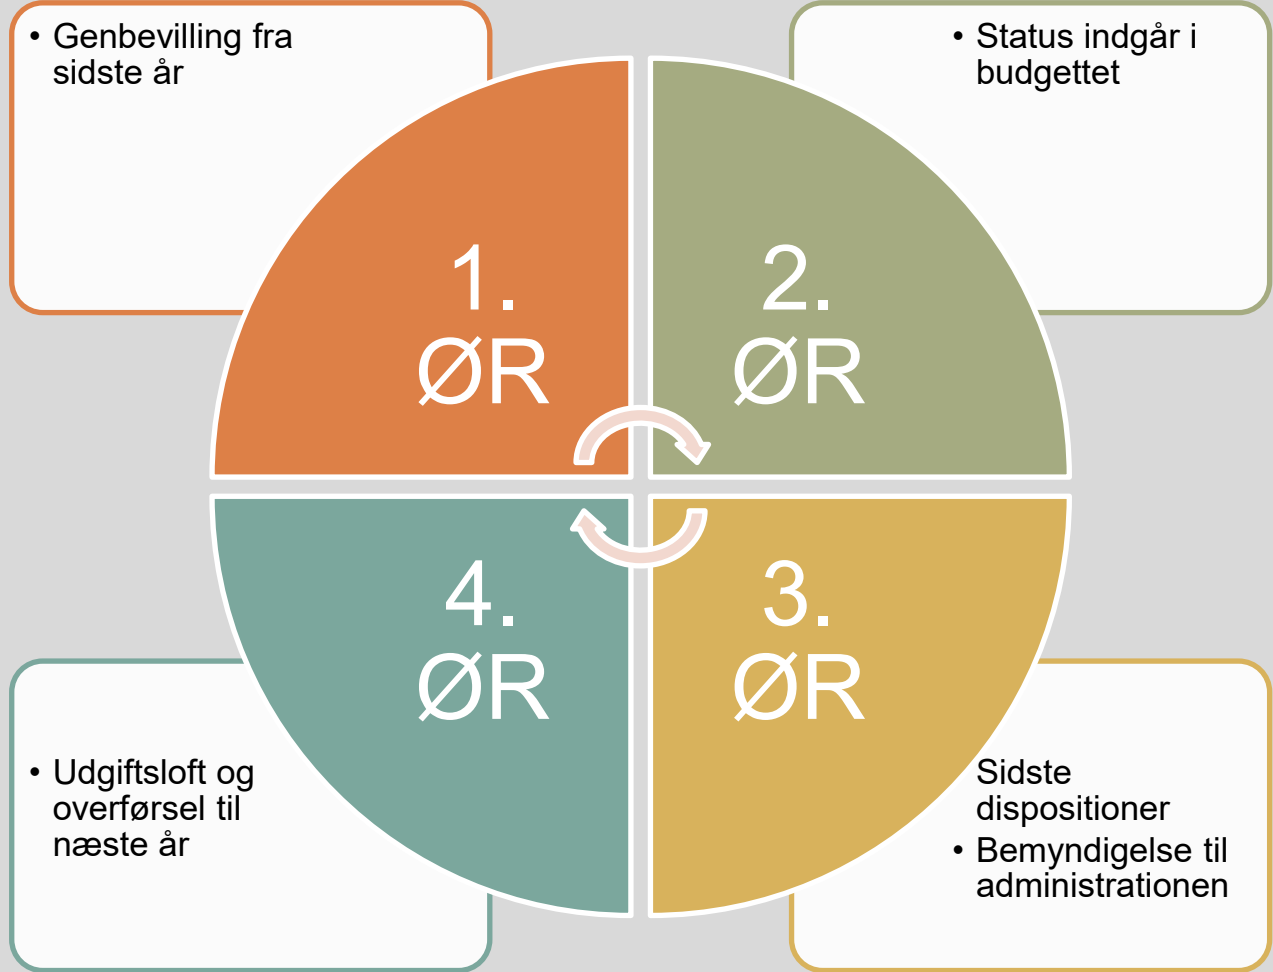 • Genbevilling fra
sidste år
• Status indgår i
budgettet
1.
ØR
2.
ØR
4.
ØR
3.
ØR
• Udgiftsloft og
overførsel til
næste år
Sidste
dispositioner
• Bemyndigelse til
administrationen